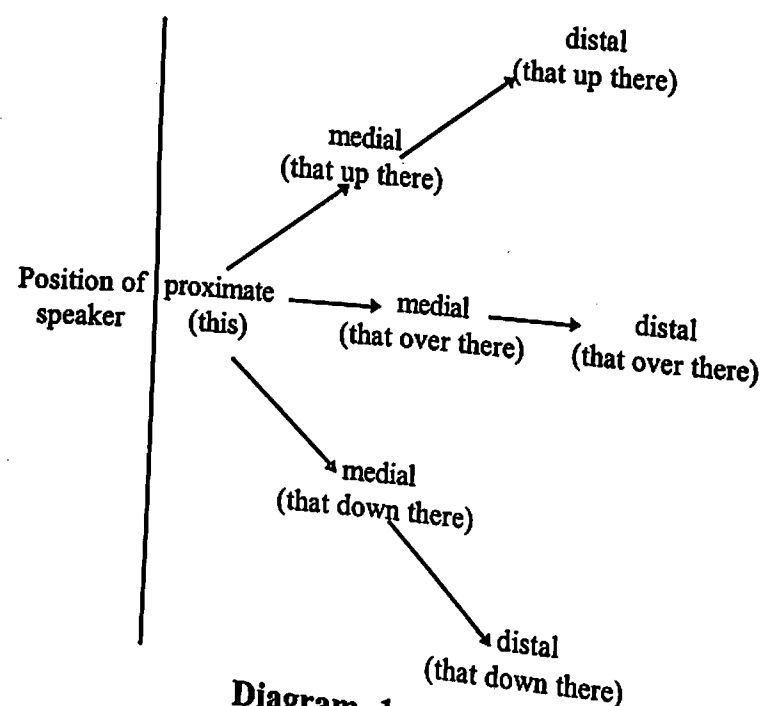 distal
(that up there)
medial
(that up there)
Position of
speaker
proximate
(this)
medial
(that over there)
distal
(that over there)
medial
(that down there)
distal
(that down there)
Diagram 1